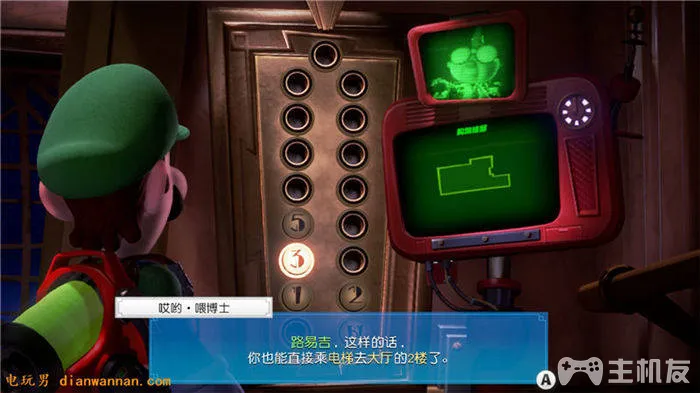 5
3
1
2
哎哟·喂博士
路易吉，这样的话，
你也能直接乘电梯去大厅的2楼了。
A
电玩男 dianwannan.com
主机友